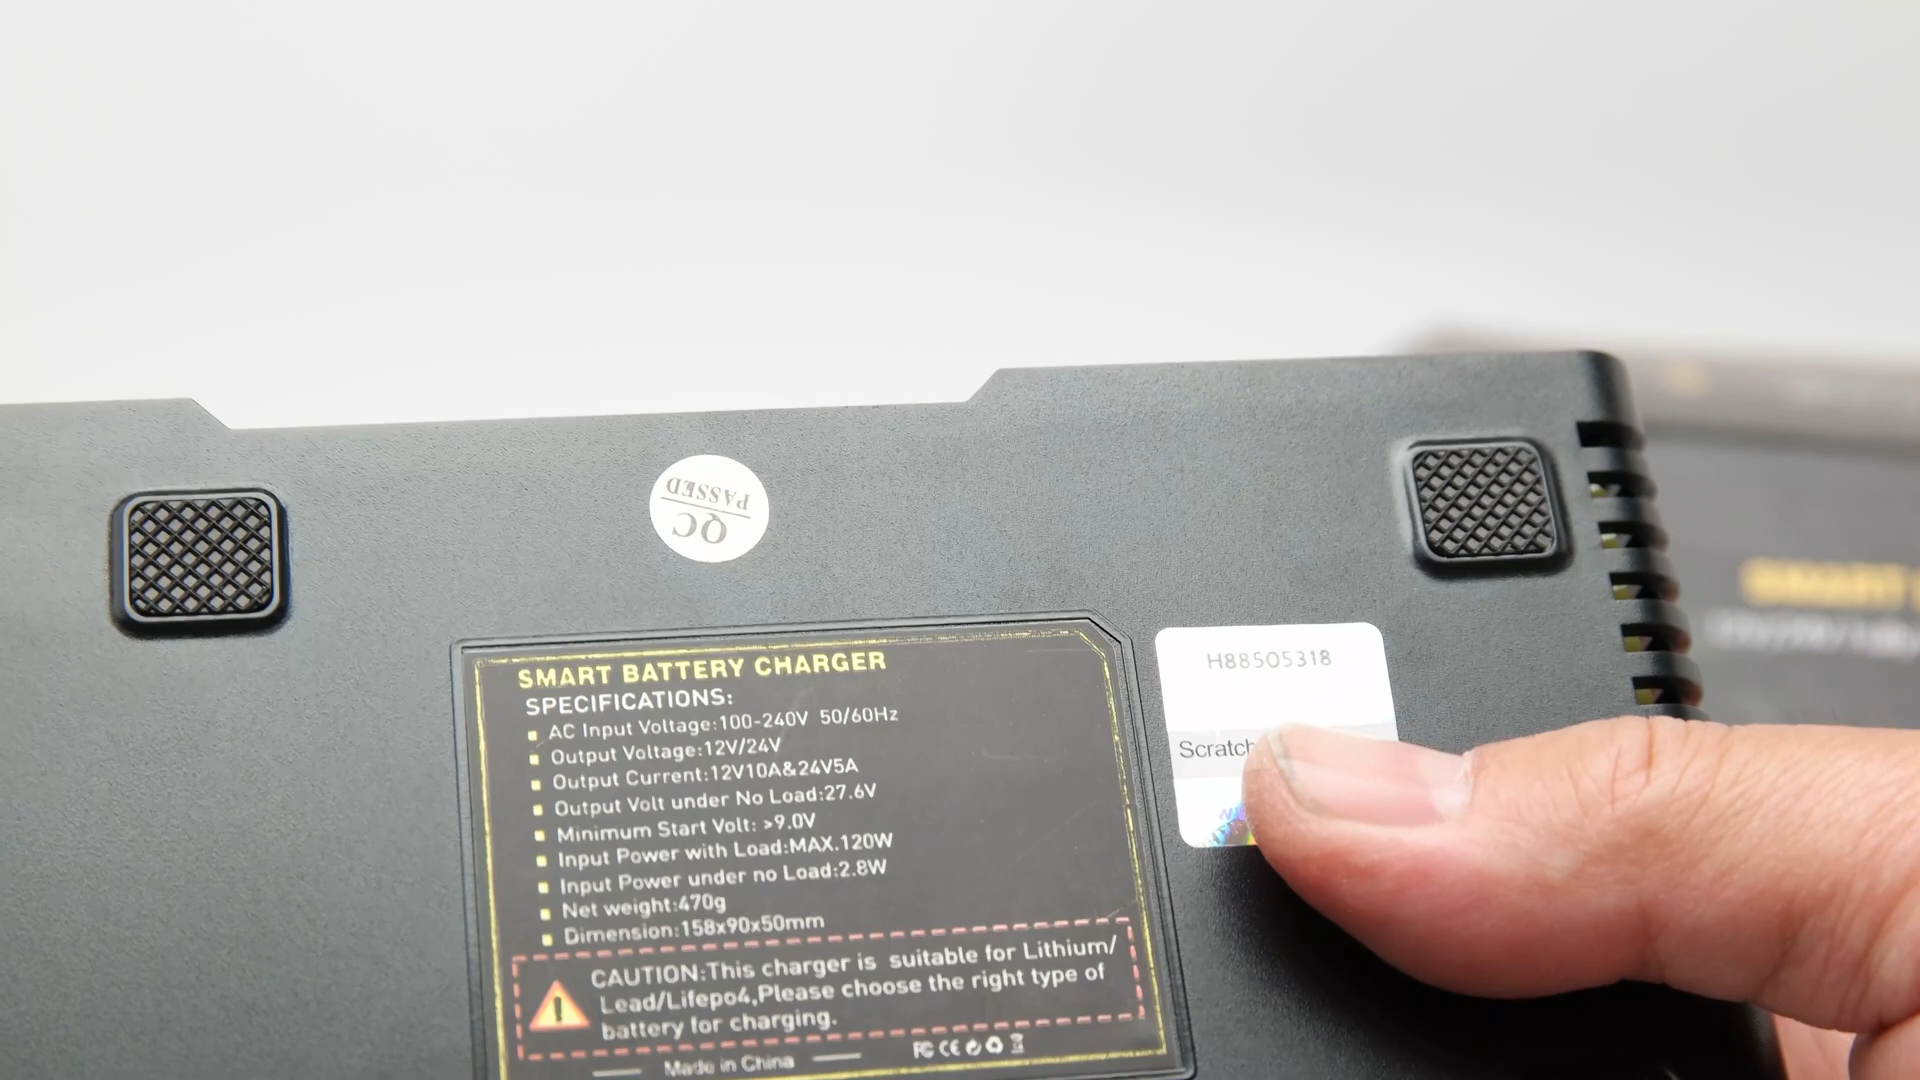 QC
PASSED
SMART BATTERY CHARGER
SPECIFICATIONS:
AC Input Voltage:100-240V 50/60Hz
Output Voltage:12V/24V
Output Current:12V10A&24V5A
Output Volt under No Load:27.6V
Minimum Start Volt: >9.0V
Input Power with Load:MAX.120W
Input Power under no Load:2.8W
Net weight:470g
Dimension:158x90x50mm
CAUTION:This charger is suitable for Lithium/
Lead/Lifepo4,Please choose the right type of
battery for charging.
Made in China
FC CE
H88505318
Scratch
SMART